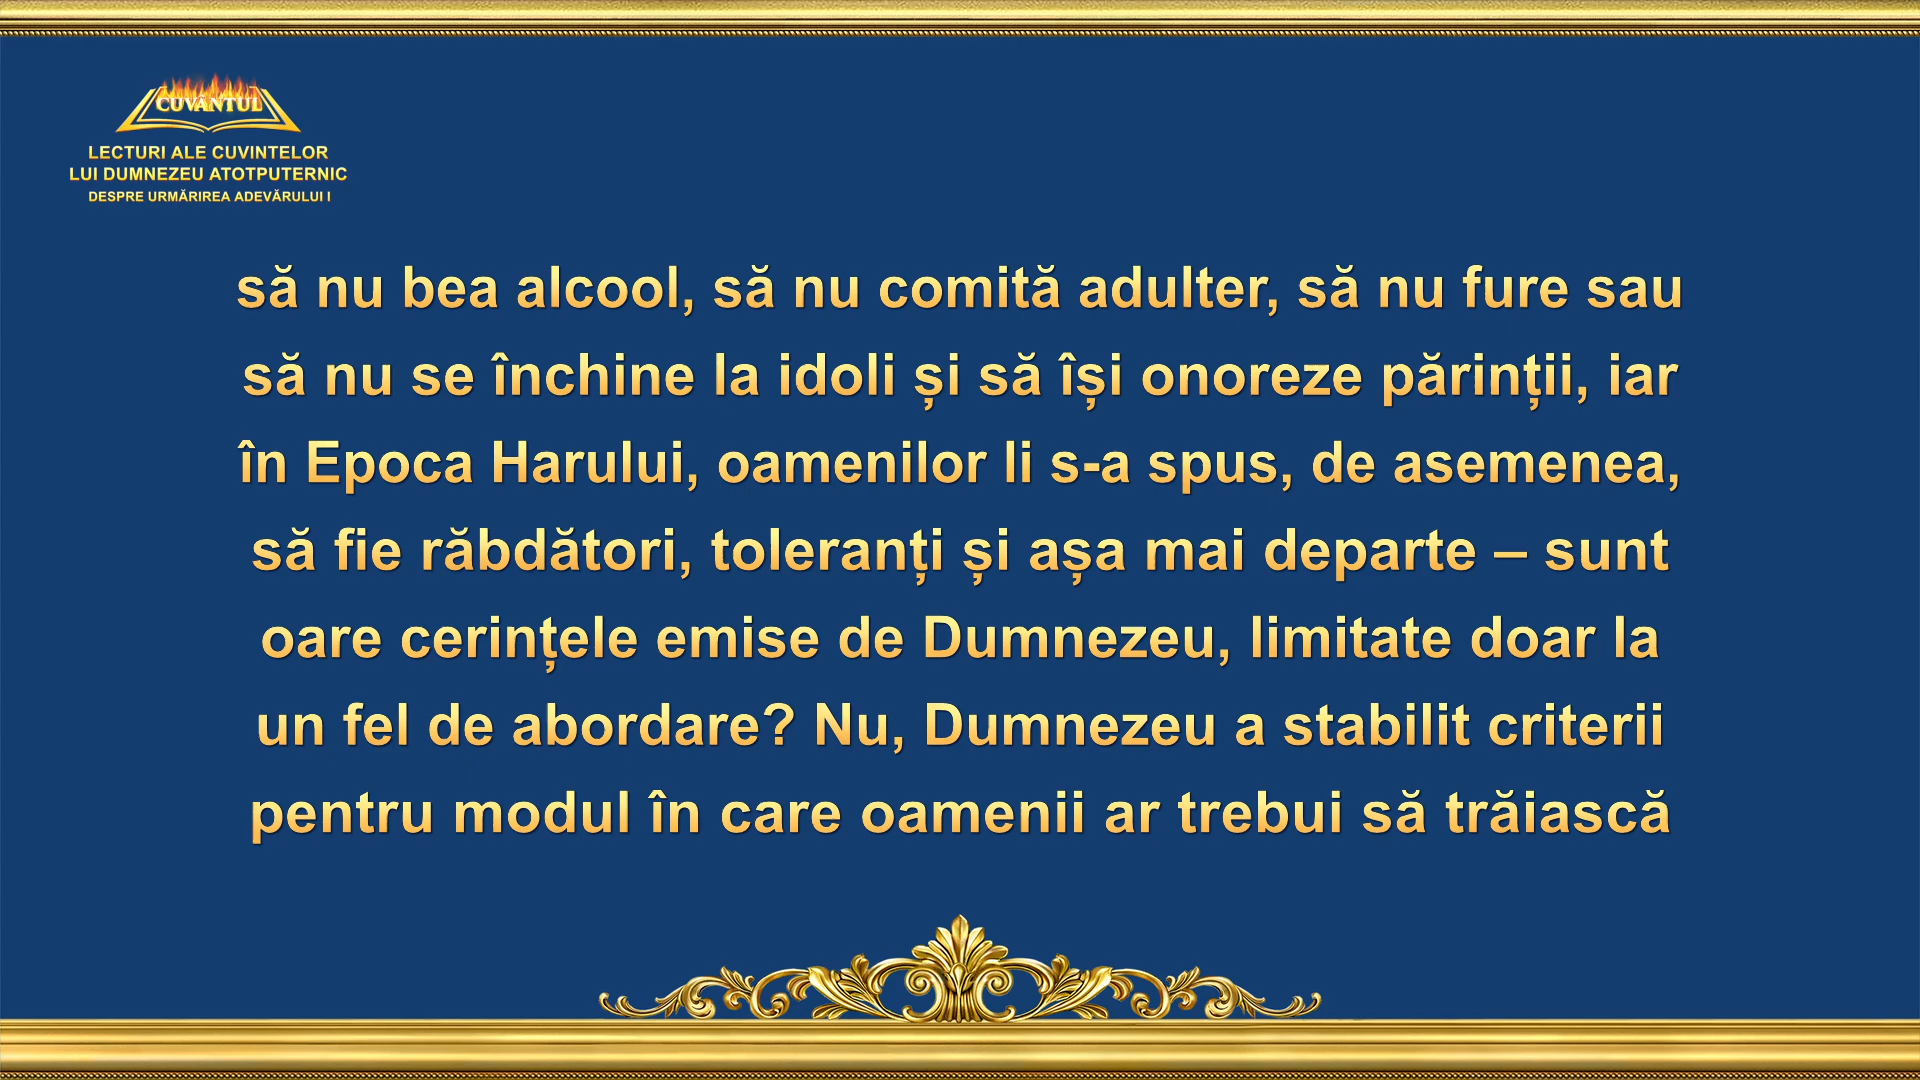 CUVÂNTUL
LECTURI ALE CUVINTELOR
LUI DUMNEZEU ATOTPUTERNIC
DESPRE URMĂRIREA ADEVĂRULUI I
să nu bea alcool, să nu comită adulter, să nu fure sau
să nu se închine la idoli și să își onoreze părinții, iar
în Epoca Harului, oamenilor li s-a spus, de asemenea,
să fie răbdători, toleranți și așa mai departe – sunt
oare cerințele emise de Dumnezeu, limitate doar la
un fel de abordare? Nu, Dumnezeu a stabilit criterii
pentru modul în care oamenii ar trebui să trăiască